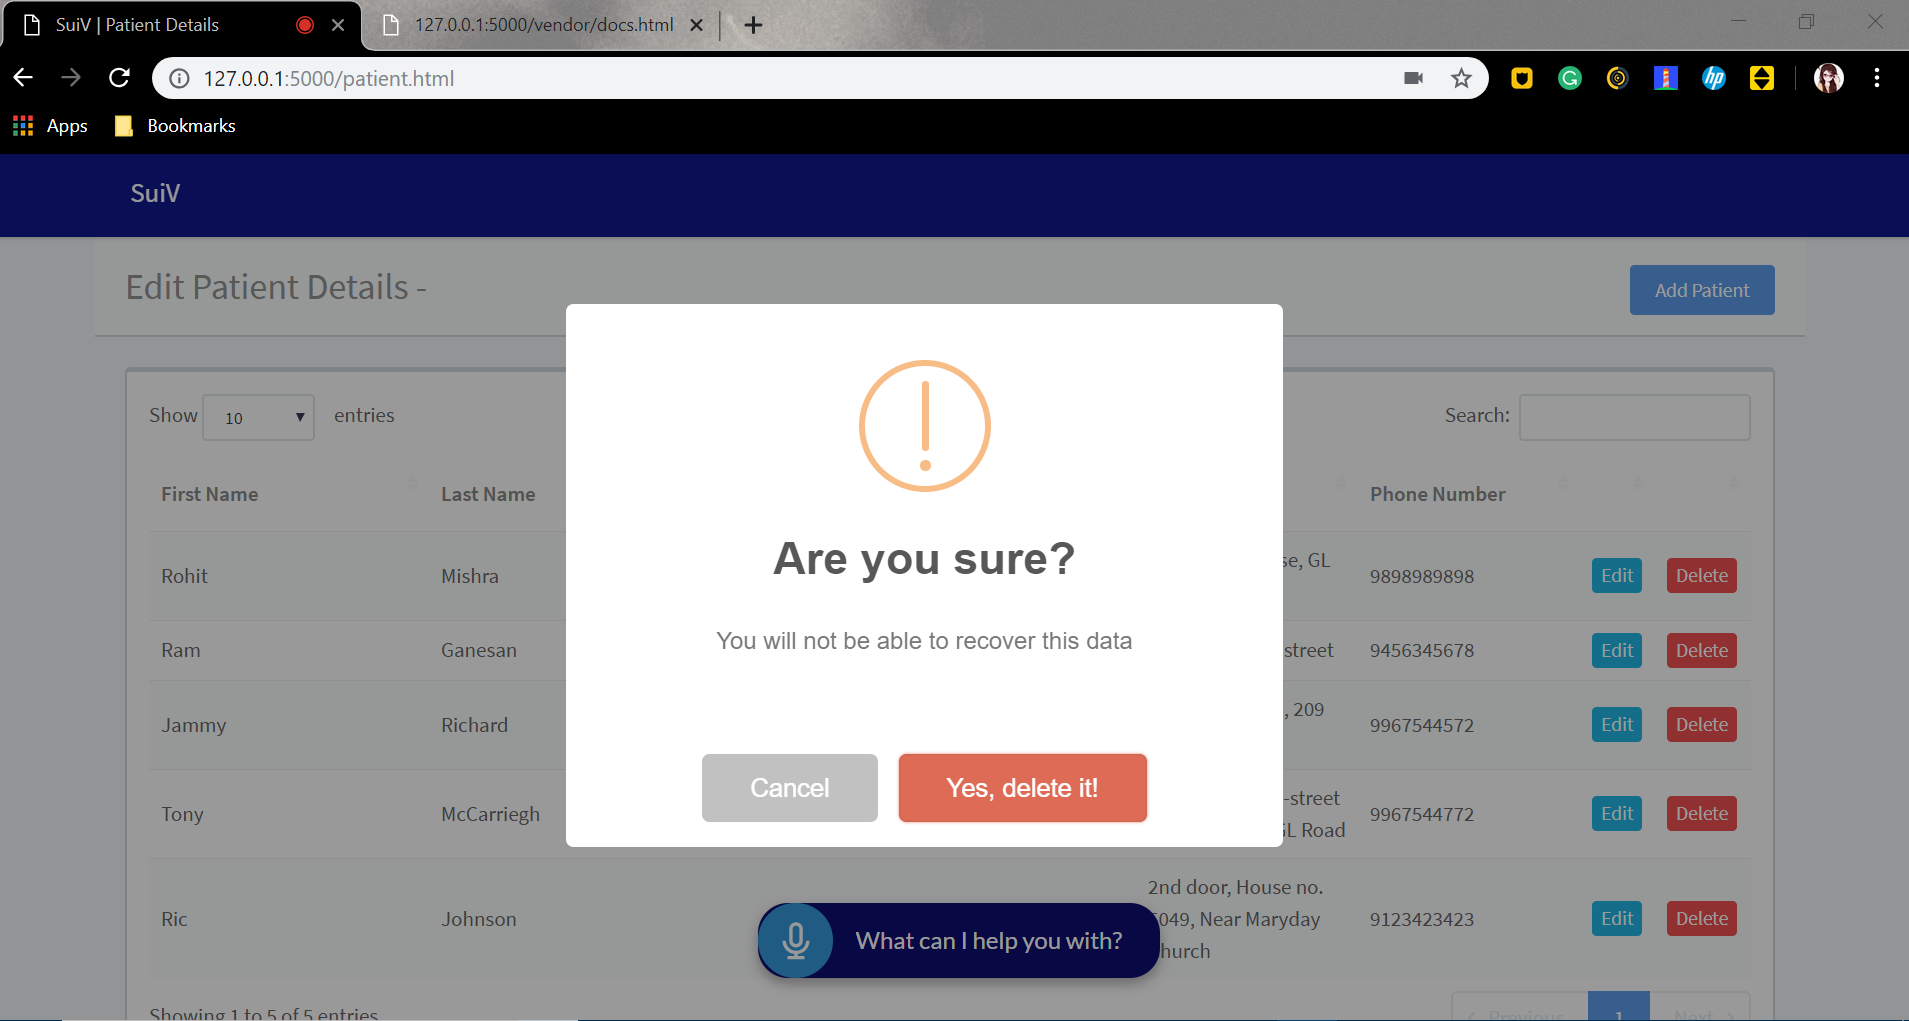 SuiV | Patient Details
127.0.0.1:5000/vendor/docs.html
127.0.0.1:5000/patient.html
hp
Apps
Bookmarks
SuiV
Edit Patient Details -
Add Patient
Show 10 entries
Search:
First Name Last Name Phone Number
Are you sure?
You will not be able to recover this data
Cancel
Yes, delete it!
Rohit Mishra se, GL 9898989898 Edit Delete
Ram Ganesan street 9456345678 Edit Delete
Jammy Richard , 209 9967544572 Edit Delete
Tony McCarriegh -street
GL Road 9967544772 Edit Delete
Ric Johnson 2nd door, House no.
049, Near Maryday
hurch 9123423423 Edit Delete
What can I help you with?
Showing 1 to 5 of 5 entries
Previous 1 Next